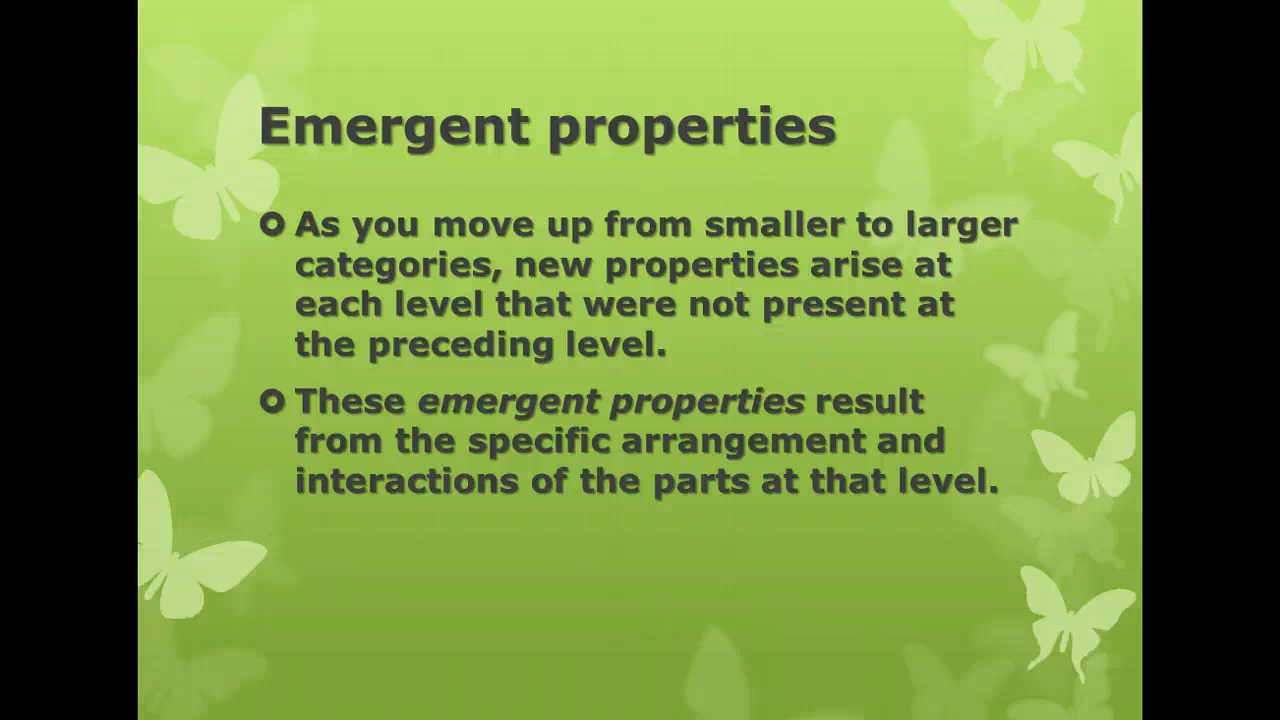 Emergent properties
As you move up from smaller to larger
categories, new properties arise at
each level that were not present at
the preceding level.
These emergent properties result
from the specific arrangement and
interactions of the parts at that level.